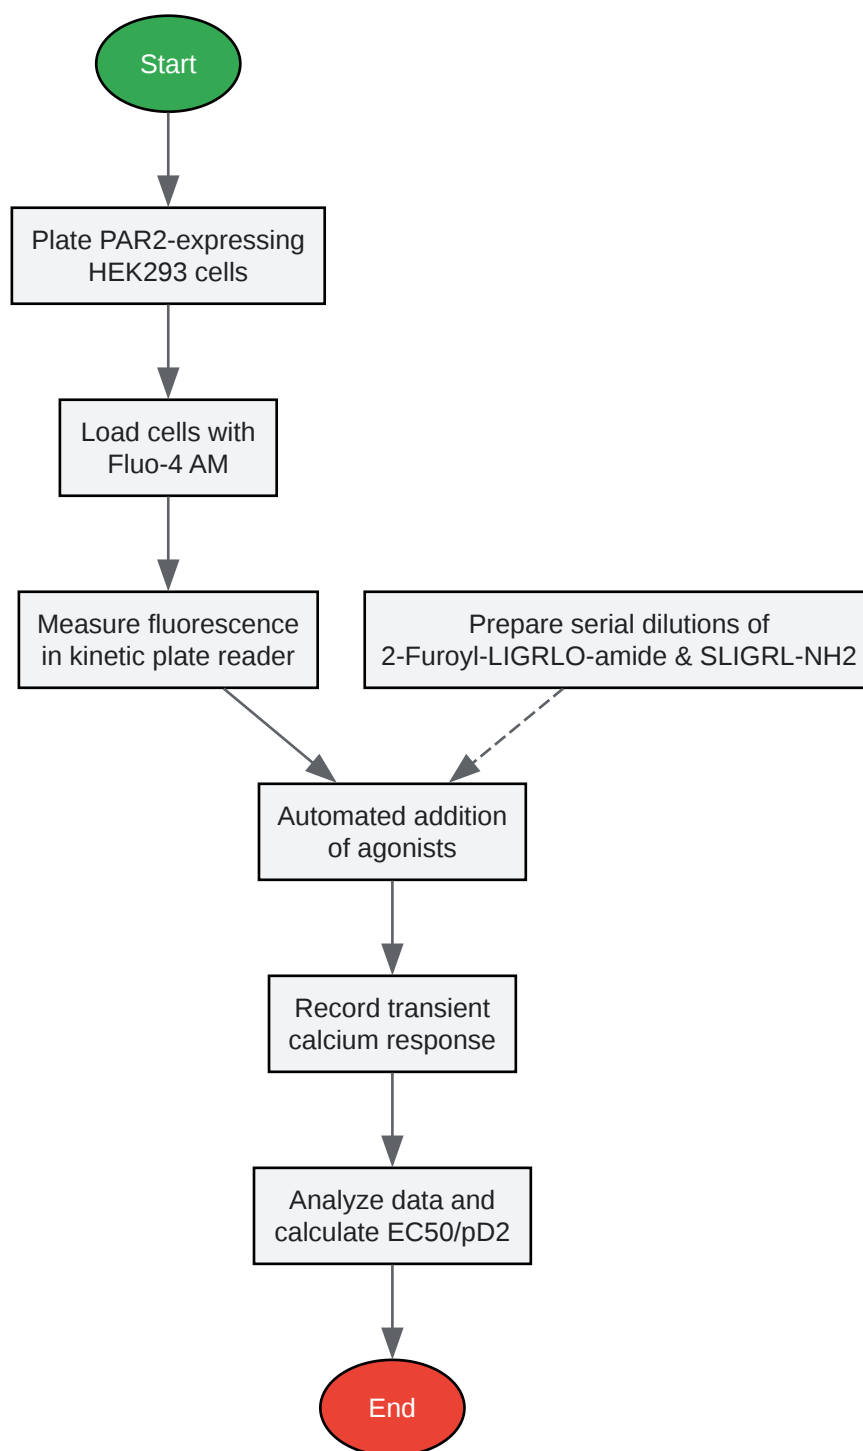 Start
Plate PAR2-expressing
HEK293 cells
Load cells with
Fluo-4 AM
Measure fluorescence
in kinetic plate reader
Prepare serial dilutions of
2-Furoyl-LIGRLO-amide & SLIGRL-NH2
Automated addition
of agonists
Record transient
calcium response
Analyze data and
calculate EC50/pD2
End